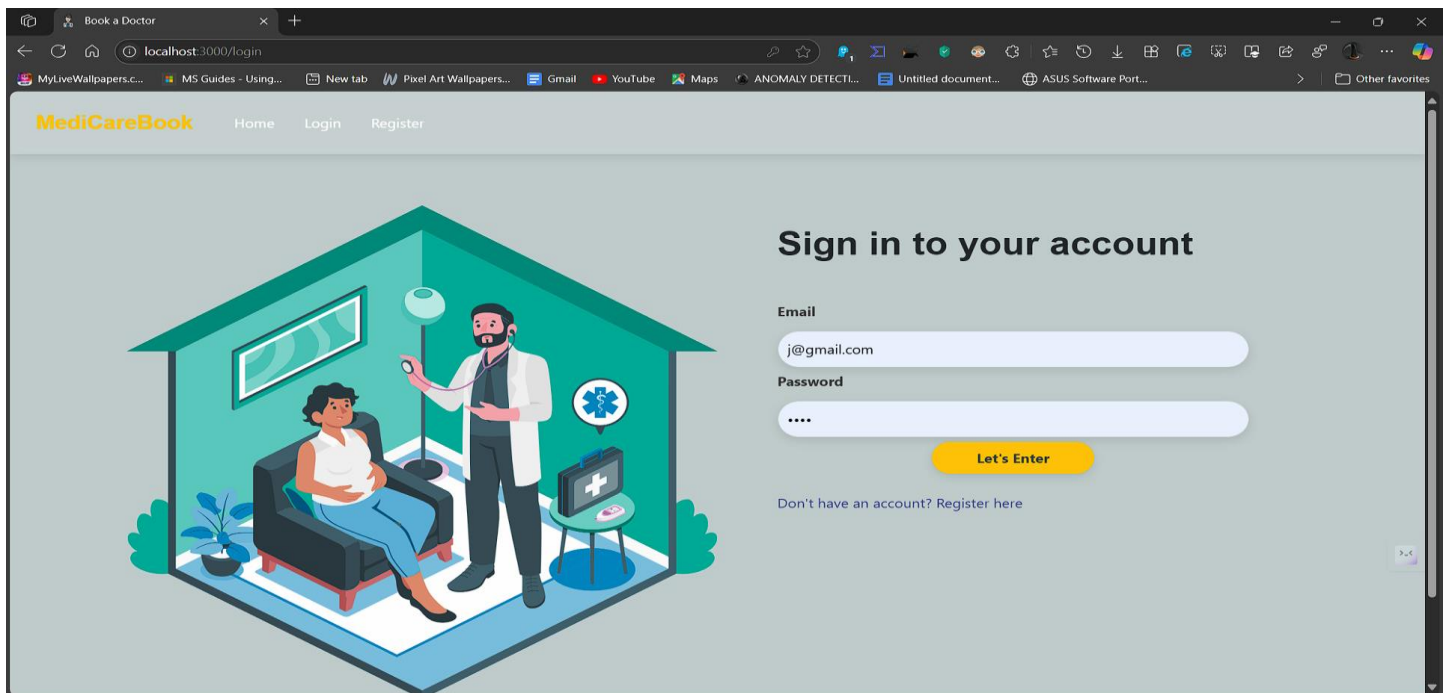 Book a Doctor
localhost:3000/login
1
MyLiveWallpapers.c... MS Guides - Using... New tab Pixel Art Wallpapers... Gmail YouTube Maps ANOMALY DETECTI... Untitled document... ASUS Software Port... Other favorites
MediCareBook Home Login Register
Sign in to your account
Email
j@gmail.com
Password
••••
Let's Enter
Don't have an account? Register here